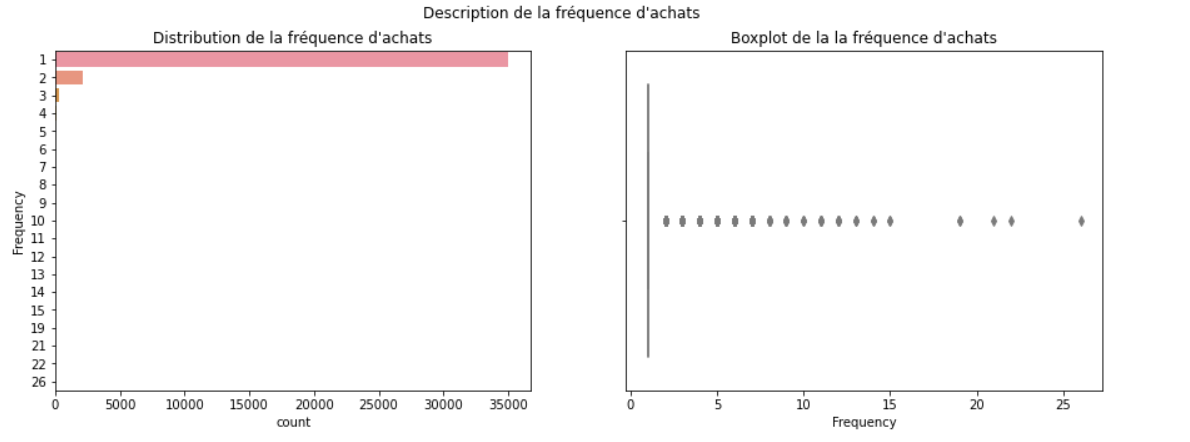 Description de la fréquence d'achats
Distribution de la fréquence d'achats
1
2
3
4
5
6
7
8
9
10
11
12
13
14
15
19
21
22
26
Frequency
0 5000 10000 15000 20000 25000 30000 35000
count
Boxplot de la la fréquence d'achats
0 5 10 15 20 25
Frequency